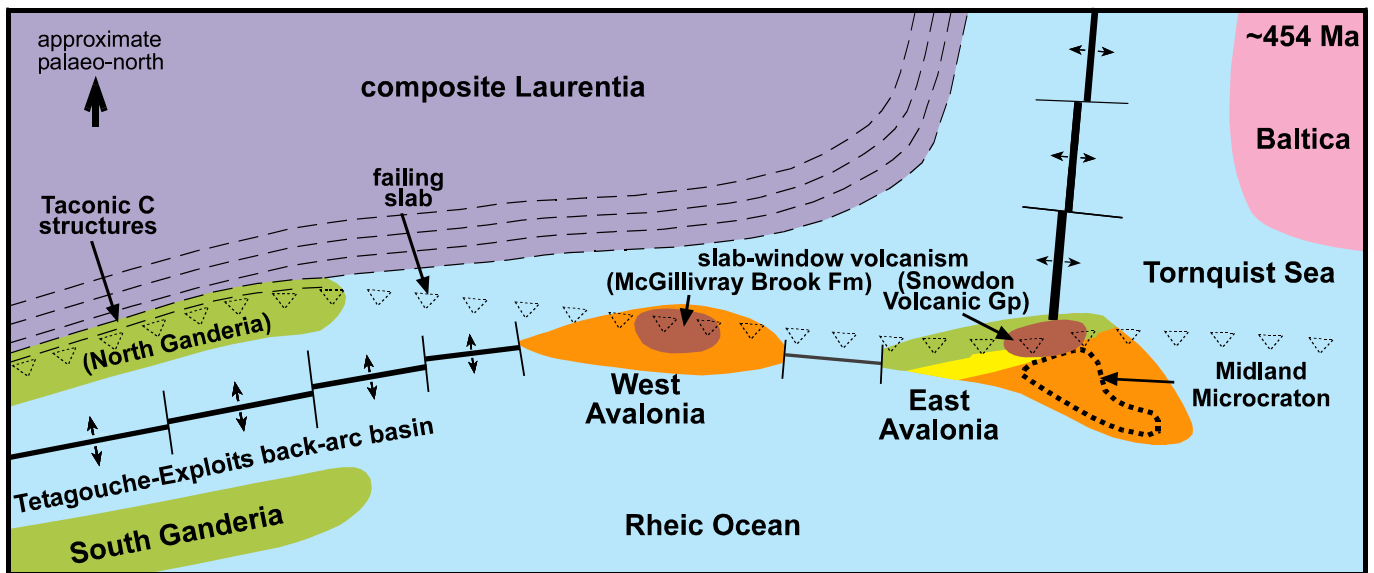 approximate
palaeo-north
composite Laurentia
~454 Ma
Baltica
failing
slab
Taconic C
structures
slab-window volcanism
(McGillivray Brook Fm)
(Snowdon
Volcanic Gp)
Tornquist Sea
(North Ganderia)
West
Avalonia
East
Avalonia
Midland
Microcraton
Tetagouche-Exploits back-arc basin
South Ganderia
Rheic Ocean